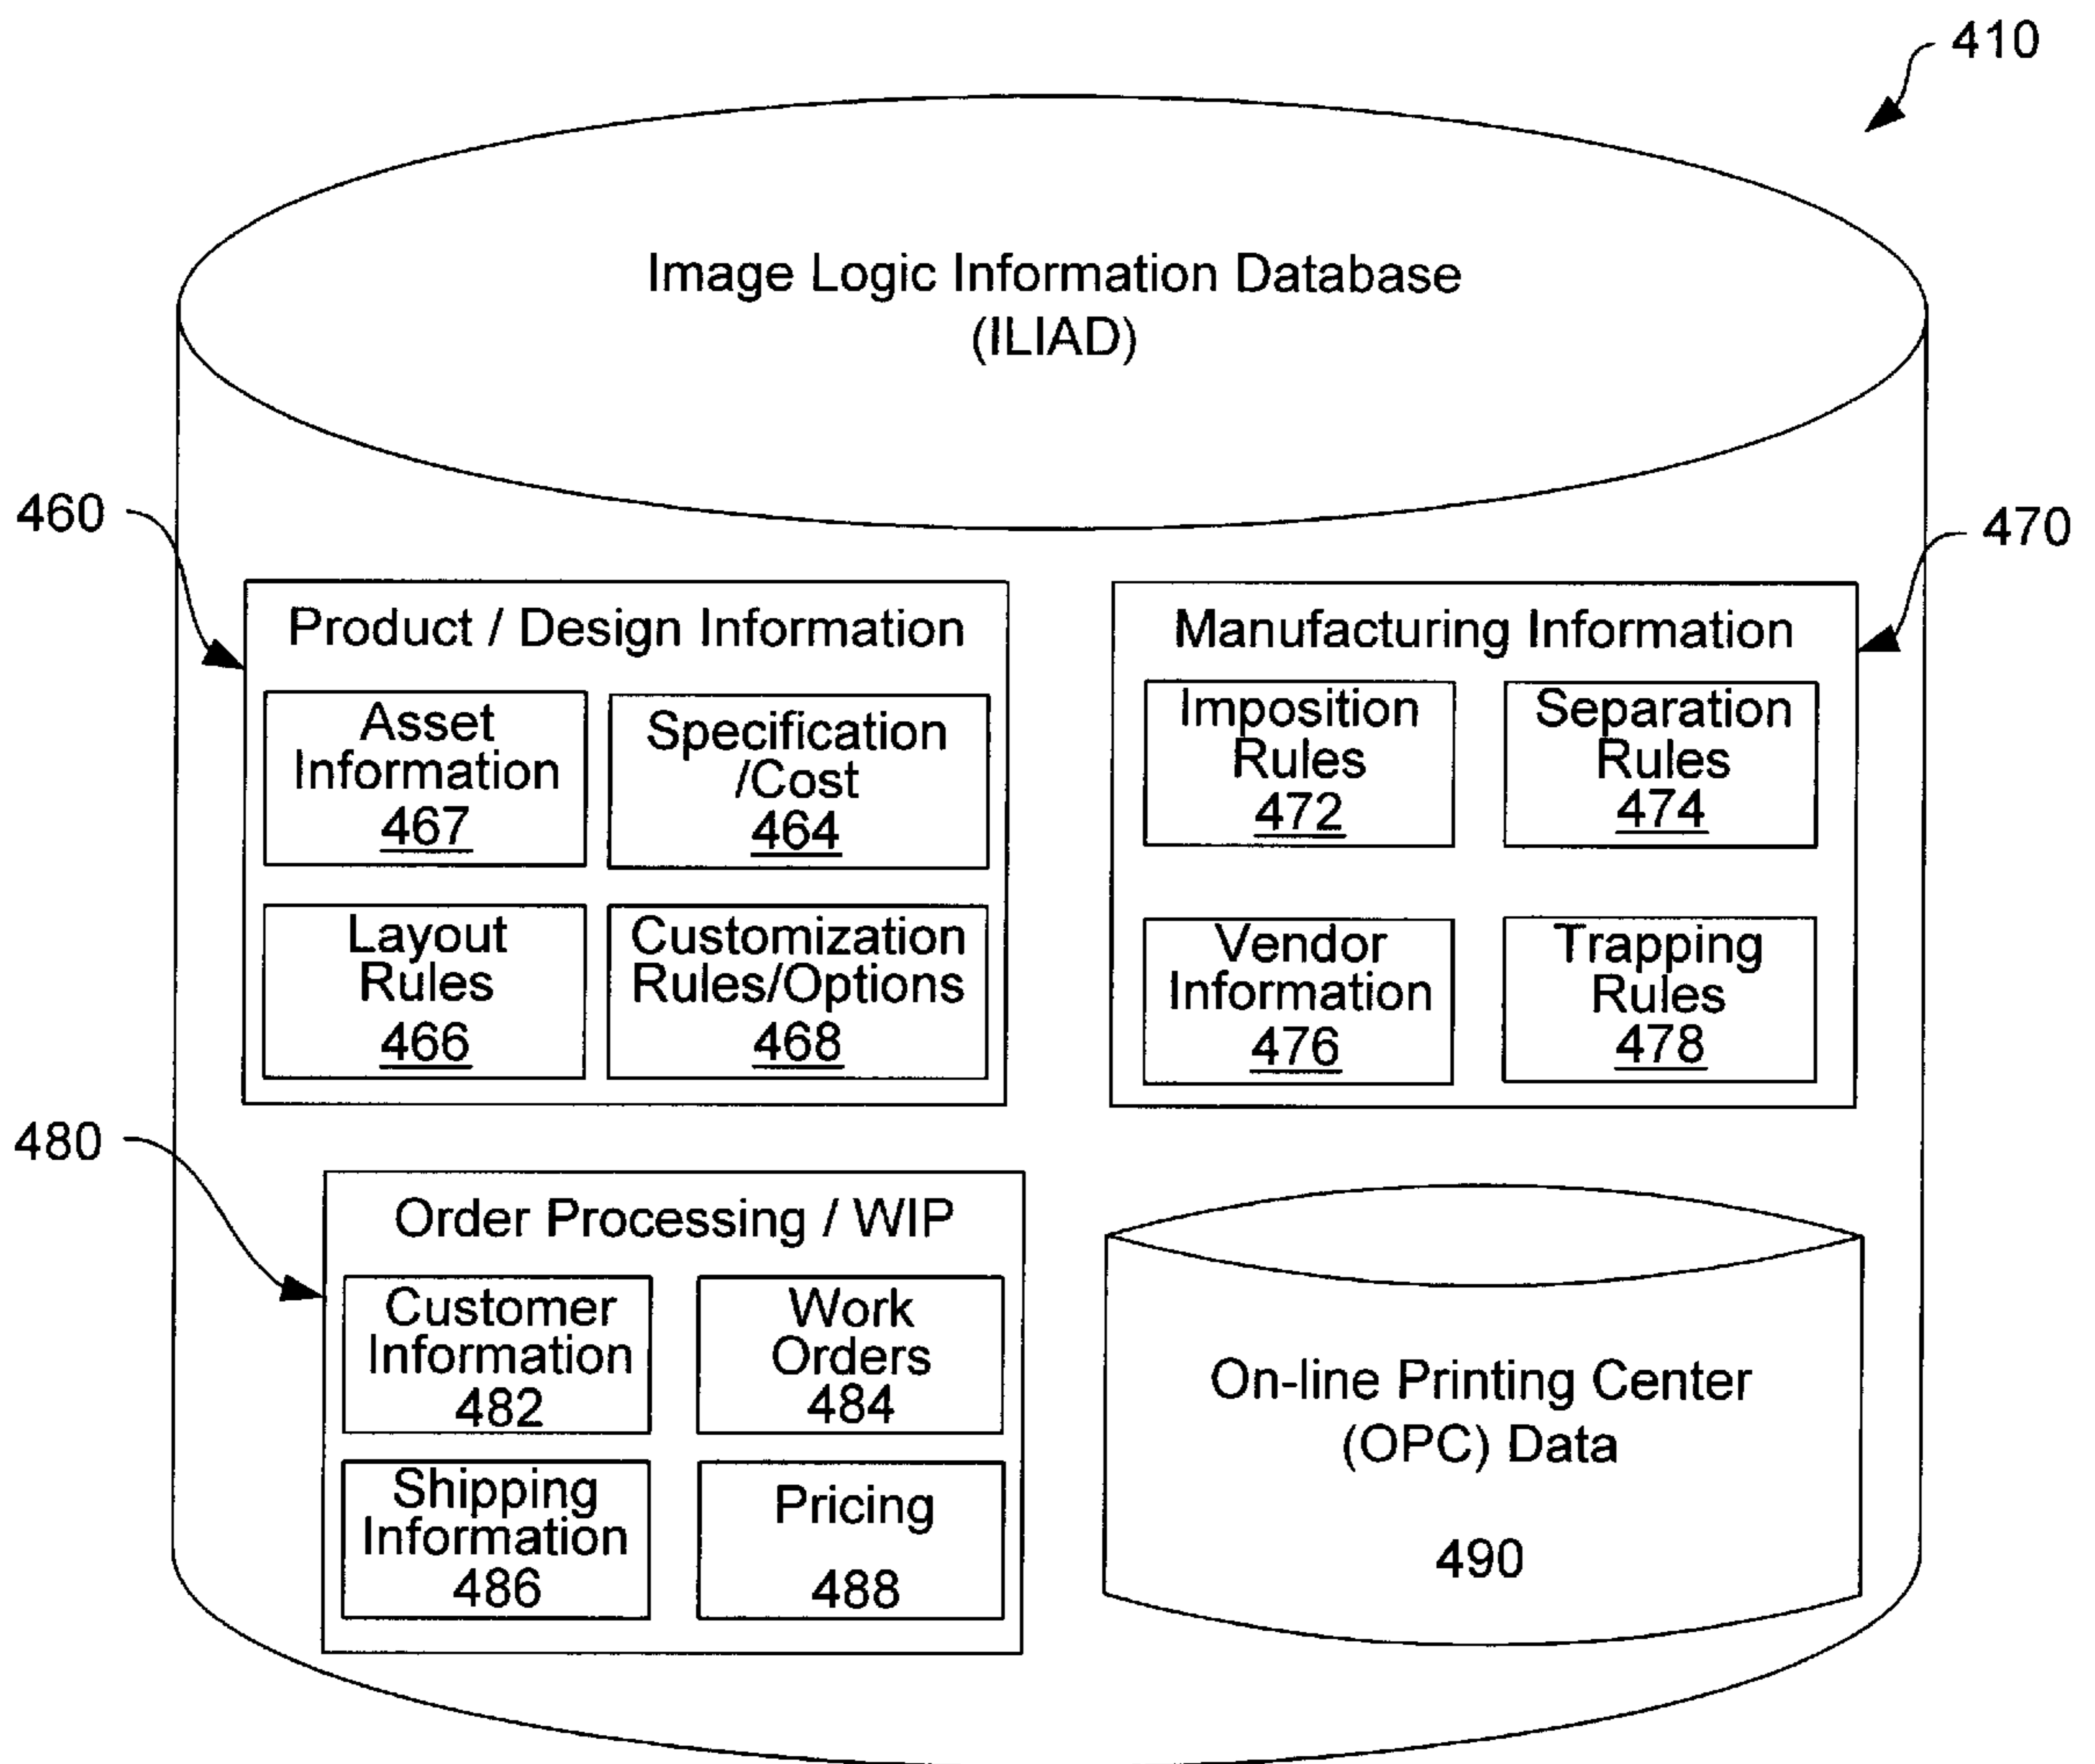 410
Image Logic Information Database
(ILIAD)
460
470
Product / Design Information
Asset
Information
467
Specification
/Cost
464
Layout
Rules
466
Customization
Rules/Options
468
Manufacturing Information
Imposition
Rules
472
Separation
Rules
474
Vendor
Information
476
Trapping
Rules
478
480
Order Processing / WIP
Customer
Information
482
Work
Orders
484
Shipping
Information
486
Pricing
488
On-line Printing Center
(OPC) Data
490